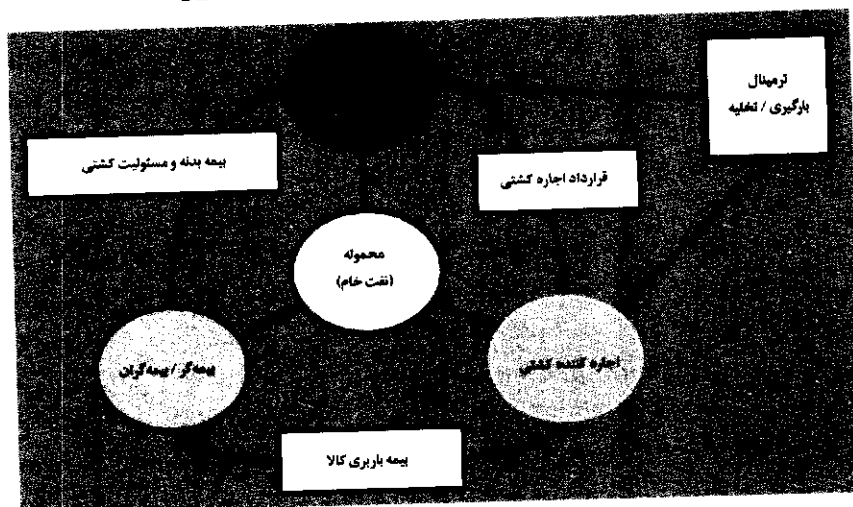 ترمینال
بارگیری / تخلیه
بیمه بدنه و مسئولیت کشتی
قرارداد اجاره کشتی
محموله
(نفت خام)
بیمه‌گر / بیمه‌گران
اجاره کننده کشتی
بیمه باربری کالا